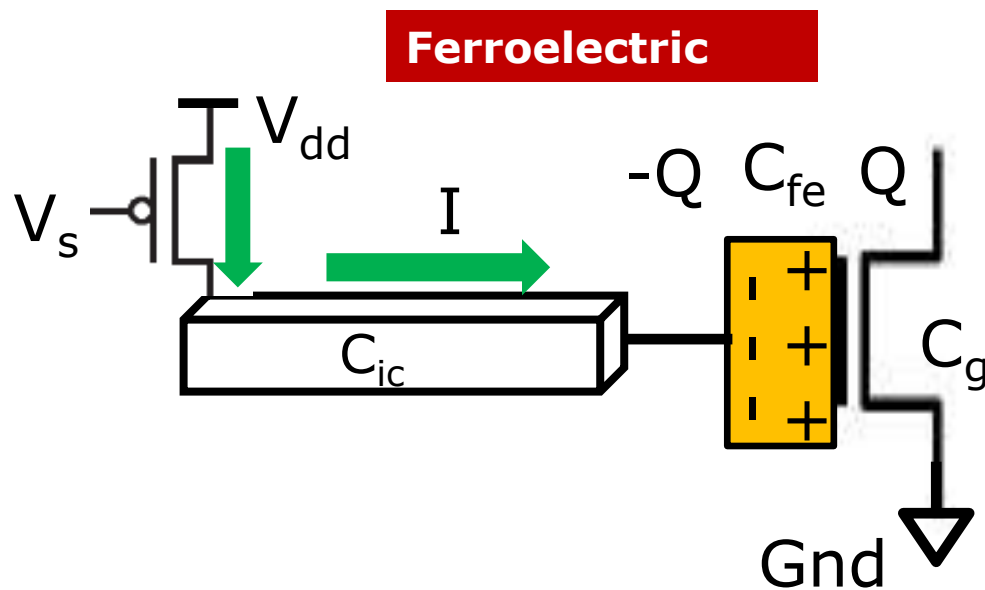 Ferroelectric
Vdd
Vs
I
-Q
Cfe
Q
- +
- +
- +
Cic
Cg
Gnd